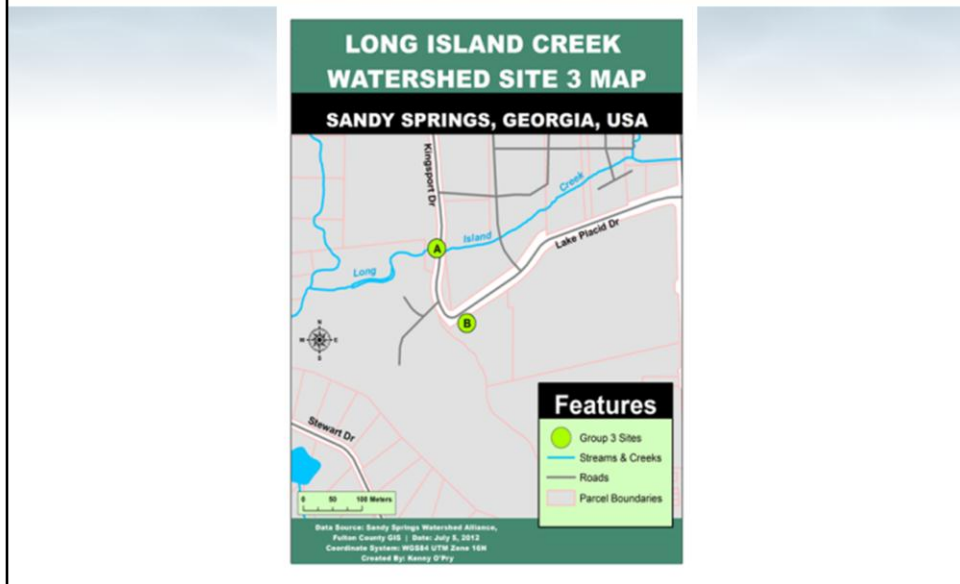 LONG ISLAND CREEK
WATERSHED SITE 3 MAP
SANDY SPRINGS, GEORGIA, USA
Kingsport Dr
Creek
Island
Lake Placid Dr
A
Long
B
N
W
E
S
Stewart Dr
Features
Group 3 Sites
Streams & Creeks
Roads
Parcel Boundaries
0 50 100 Meters
Data Source: Sandy Springs Watershed Alliance,
Fulton County GIS | Date: July 5, 2012
Coordinate System: WGS84 UTM Zone 16N
Created By: Kenny O'Pry